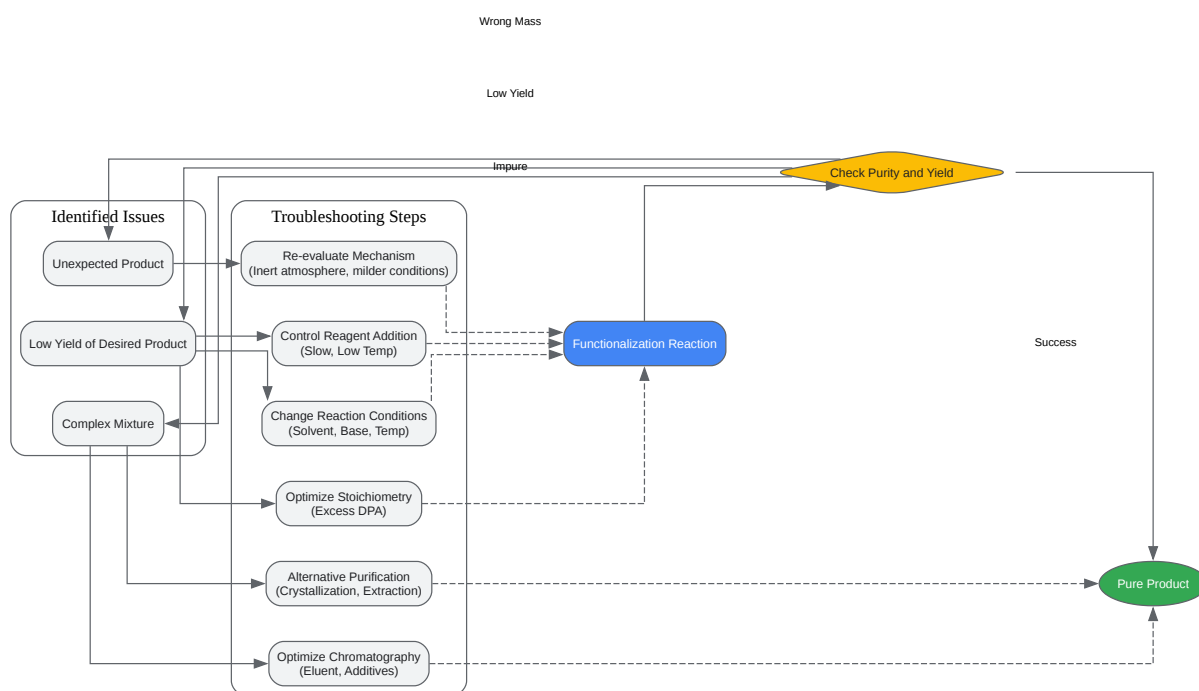 Wrong Mass
Low Yield
Impure
Check Purity and Yield
Identified Issues
Troubleshooting Steps
Unexpected Product
Re-evaluate Mechanism
(Inert atmosphere, milder conditions)
Low Yield of Desired Product
Control Reagent Addition
(Slow, Low Temp)
Functionalization Reaction
Success
Complex Mixture
Change Reaction Conditions
(Solvent, Base, Temp)
Optimize Stoichiometry
(Excess DPA)
Alternative Purification
(Crystallization, Extraction)
Pure Product
Optimize Chromatography
(Eluent, Additives)